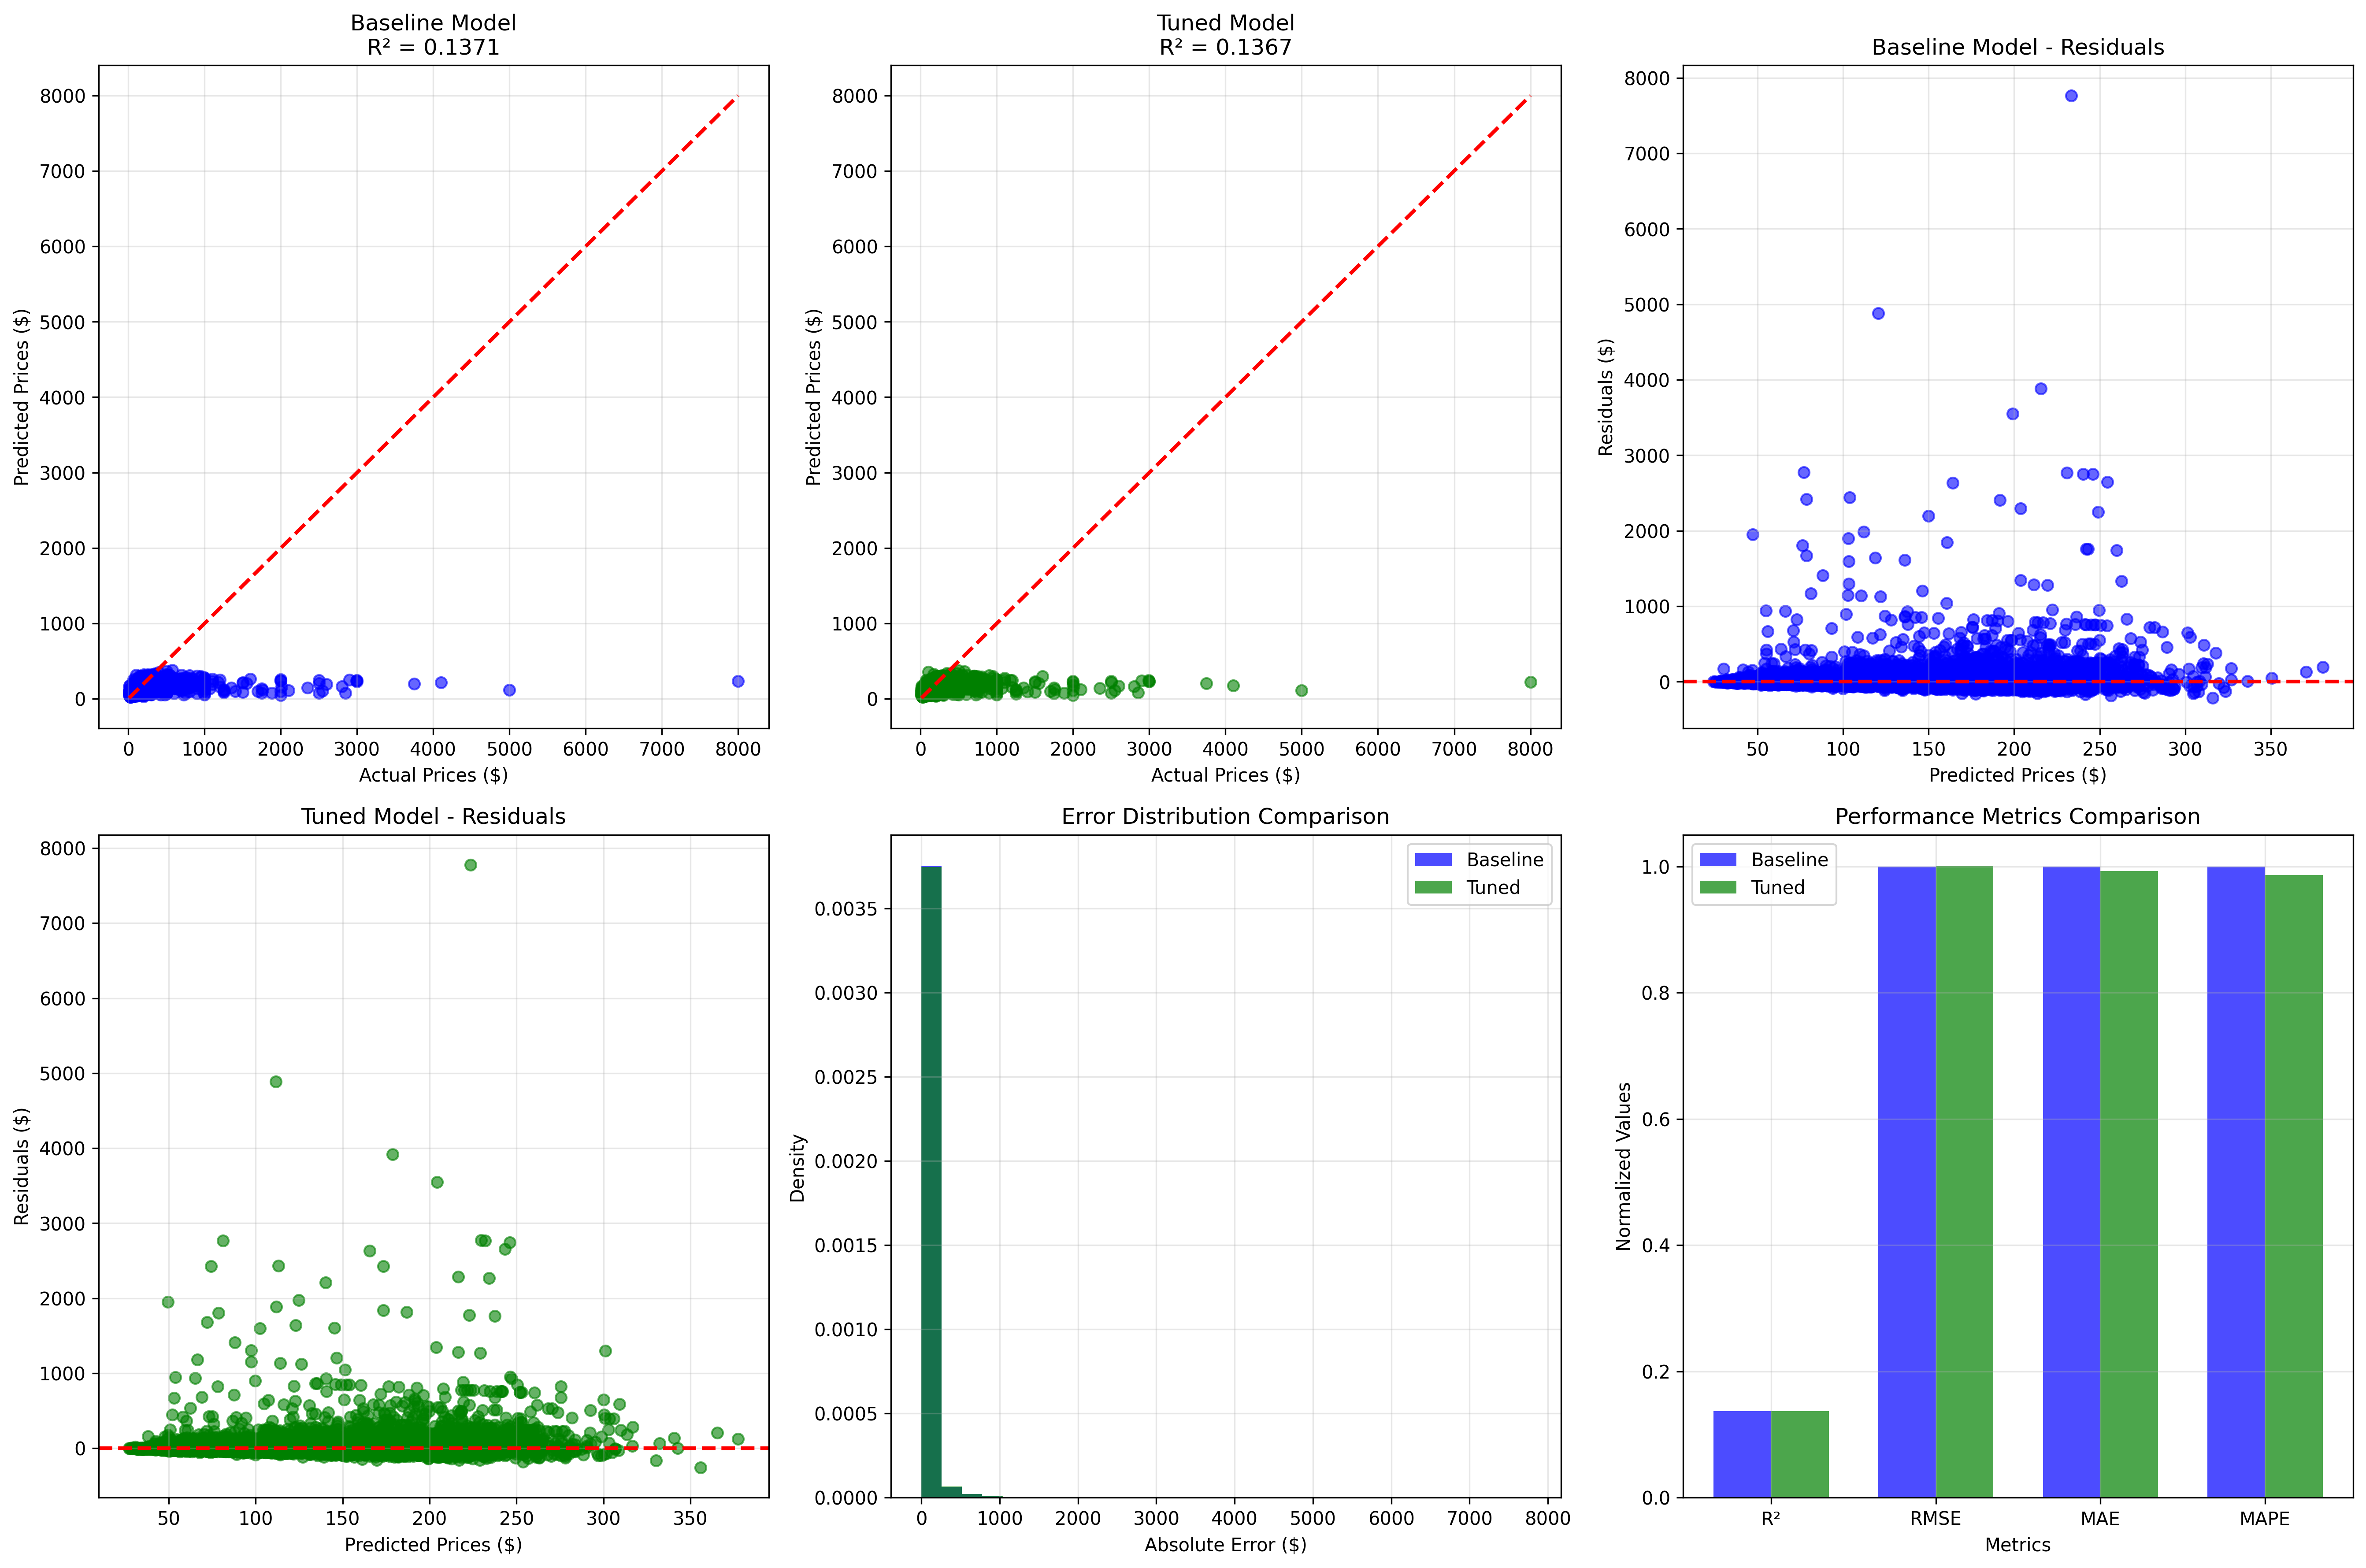 Baseline Model
R² = 0.1371
8000
7000
6000
5000
4000
3000
2000
1000
0
Predicted Prices ($)
0 1000 2000 3000 4000 5000 6000 7000 8000
Actual Prices ($)
Tuned Model
R² = 0.1367
8000
7000
6000
5000
4000
3000
2000
1000
0
Predicted Prices ($)
0 1000 2000 3000 4000 5000 6000 7000 8000
Actual Prices ($)
Baseline Model - Residuals
8000
7000
6000
5000
4000
3000
2000
1000
0
Residuals ($)
50 100 150 200 250 300 350
Predicted Prices ($)
Tuned Model - Residuals
8000
7000
6000
5000
4000
3000
2000
1000
0
Residuals ($)
50 100 150 200 250 300 350
Predicted Prices ($)
Error Distribution Comparison
Baseline
Tuned
0.0035
0.0030
0.0025
0.0020
0.0015
0.0010
0.0005
0.0000
Density
0 1000 2000 3000 4000 5000 6000 7000 8000
Absolute Error ($)
Performance Metrics Comparison
Baseline
Tuned
1.0
0.8
0.6
0.4
0.2
0.0
Normalized Values
R² RMSE MAE MAPE
Metrics